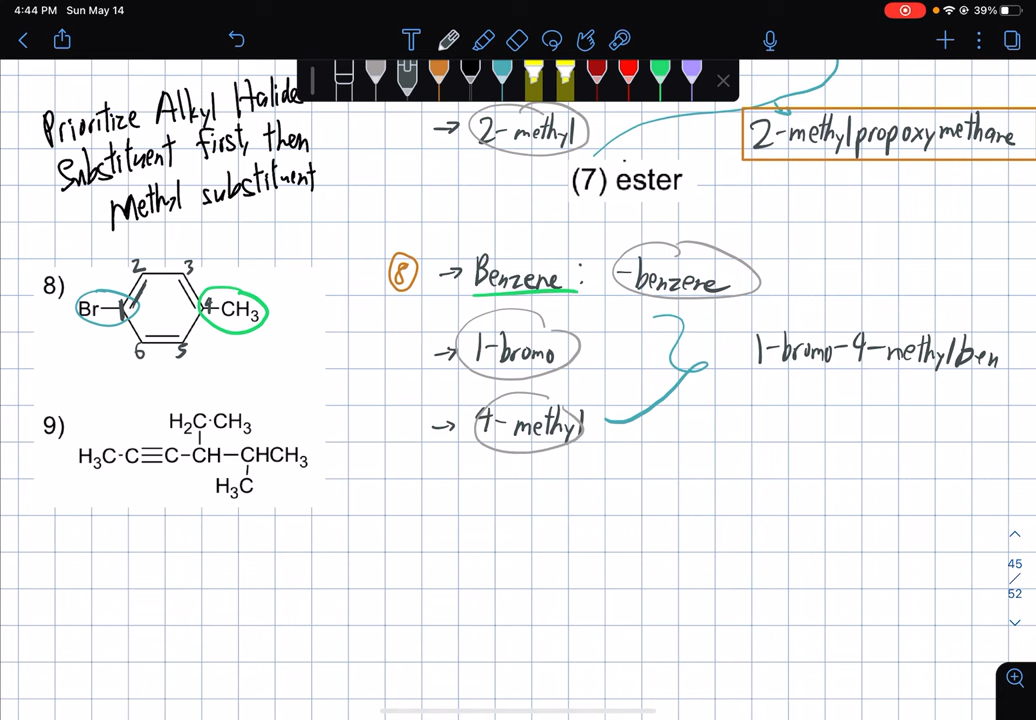 4:44 PM Sun May 14
39%
Prioritize Alkyl Halide
substituent first, then
Methyl substituent
→ 2-methyl
2-methylpropoxymethane
(7) ester
8)
Br
CH₃
1
2
3
4
5
6
8 → Benzene: -benzene
→ 1-bromo
1-bromo-4-methylben
→ 4-methyl
9)
H₂C·CH₃
H₃C-C≡C-CH-CHCH₃
H₃C
45
/
52